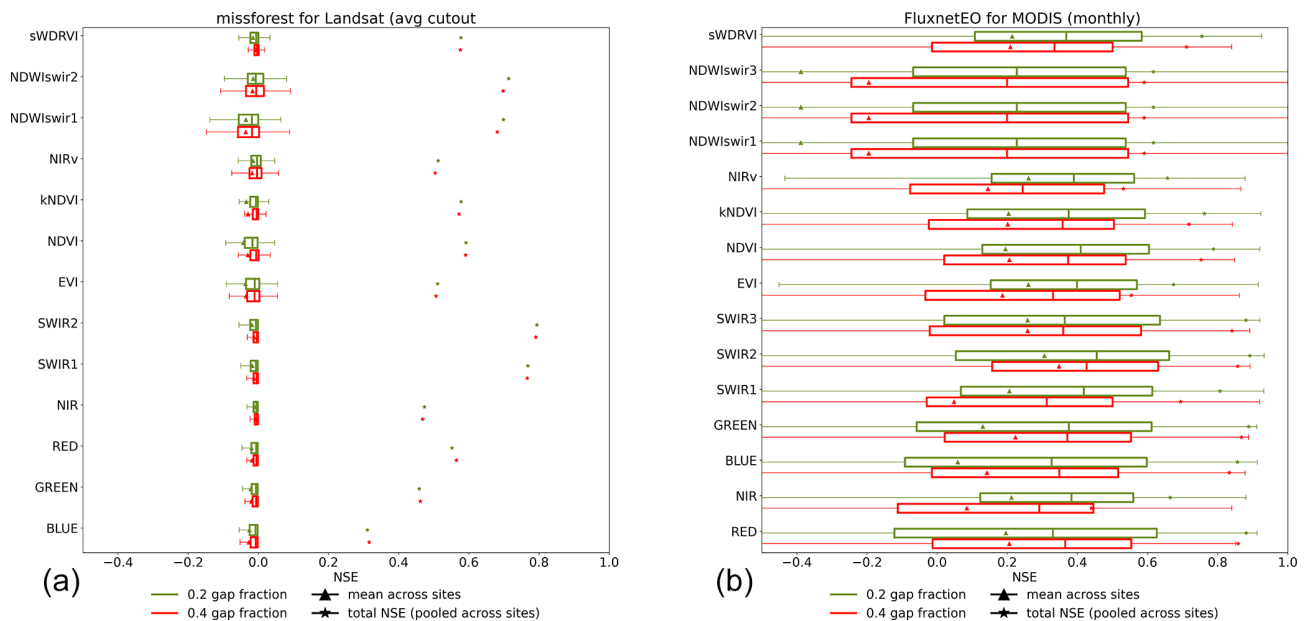 missforest for Landsat (avg cutout
sWDRVI
NDWIswir2
NDWIswir1
NIRv
kNDVI
NDVI
EVI
SWIR2
SWIR1
NIR
RED
GREEN
BLUE
−0.4 −0.2 0.0 0.2 0.4 0.6 0.8 1.0
NSE
(a)
0.2 gap fraction
0.4 gap fraction
mean across sites
total NSE (pooled across sites)
FluxnetEO for MODIS (monthly)
sWDRVI
NDWIswir3
NDWIswir2
NDWIswir1
NIRv
kNDVI
NDVI
EVI
SWIR3
SWIR2
SWIR1
GREEN
BLUE
NIR
RED
−0.4 −0.2 0.0 0.2 0.4 0.6 0.8 1.0
NSE
(b)
0.2 gap fraction
0.4 gap fraction
mean across sites
total NSE (pooled across sites)